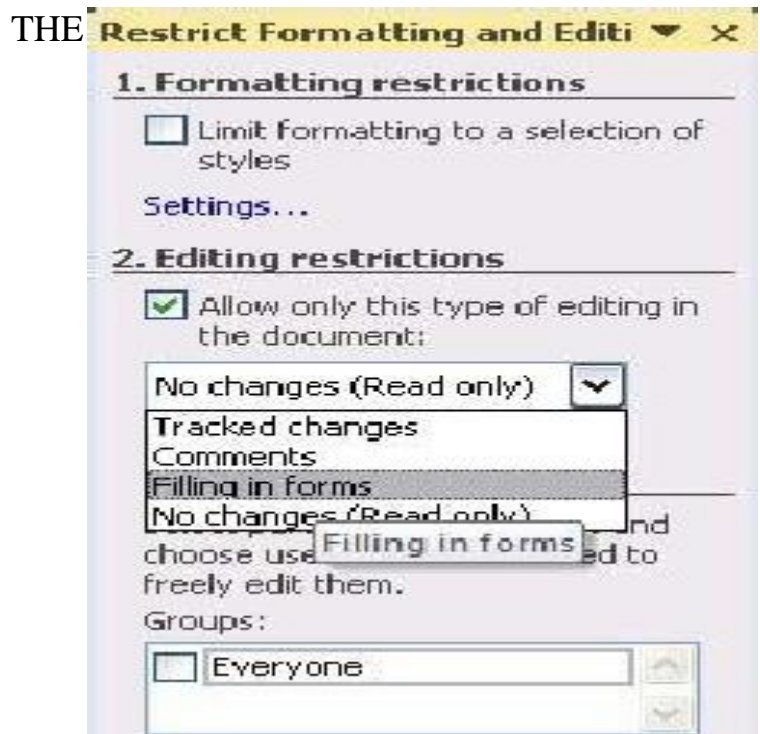 THE Restrict Formatting and Editi
1. Formatting restrictions
Limit formatting to a selection of
styles
Settings...
2. Editing restrictions
Allow only this type of editing in
the document:
No changes (Read only)
Tracked changes
Comments
Filling in forms
No changes (Read only)
Filling in forms
and
choose use ed to
freely edit them.
Groups:
Everyone